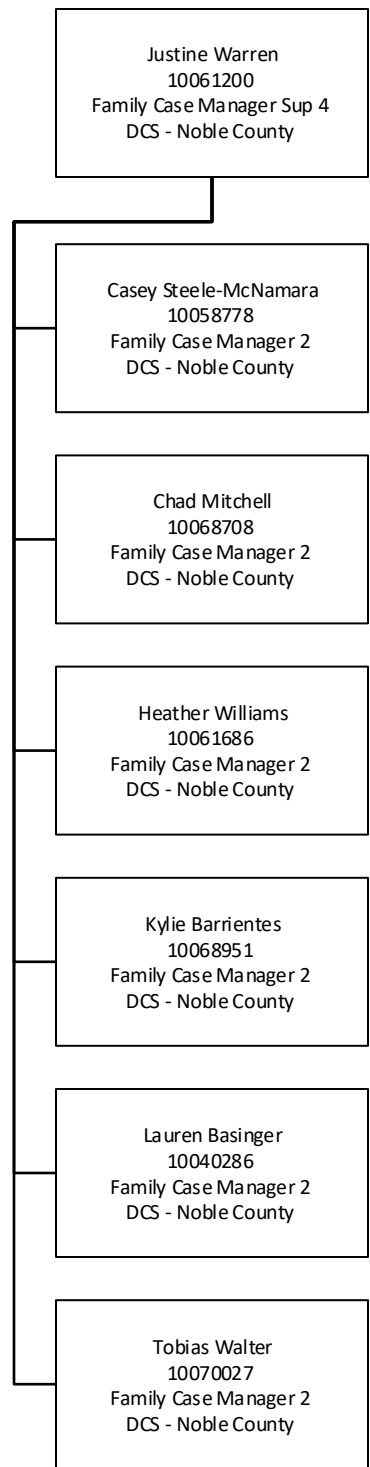 Justine Warren
10061200
Family Case Manager Sup 4
DCS - Noble County
Casey Steele-McNamara
10058778
Family Case Manager 2
DCS - Noble County
Chad Mitchell
10068708
Family Case Manager 2
DCS - Noble County
Heather Williams
10061686
Family Case Manager 2
DCS - Noble County
Kylie Barrientes
10068951
Family Case Manager 2
DCS - Noble County
Lauren Basinger
10040286
Family Case Manager 2
DCS - Noble County
Tobias Walter
10070027
Family Case Manager 2
DCS - Noble County